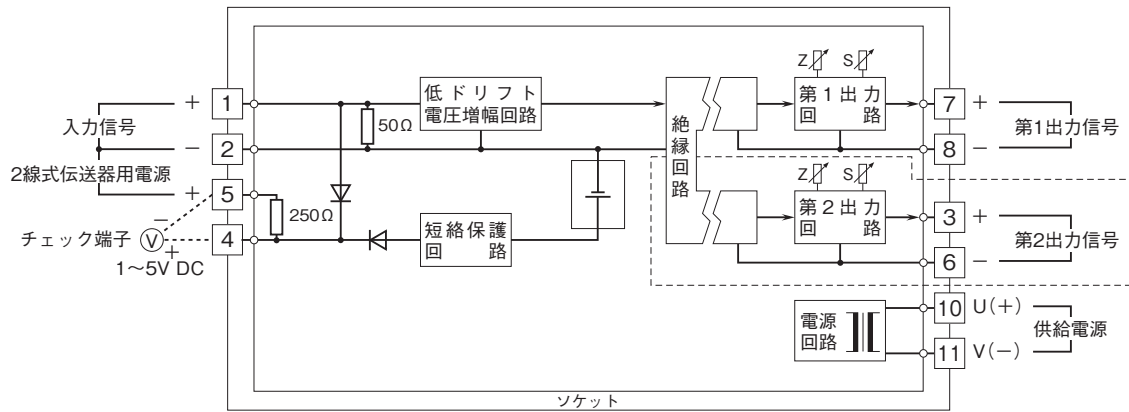 入力信号
2線式伝送器用電源
チェック端子
1～5V DC
＋
－
＋
－
＋
V
1
2
5
4
50Ω
250Ω
低ドリフト
電圧増幅回路
短絡保護
回路
絶縁回路
Z
S
第1出力
回路
Z
S
第2出力
回路
電源
回路
7
8
3
6
10
11
＋
－
＋
－
U(＋)
V(－)
第1出力信号
第2出力信号
供給電源
ソケット